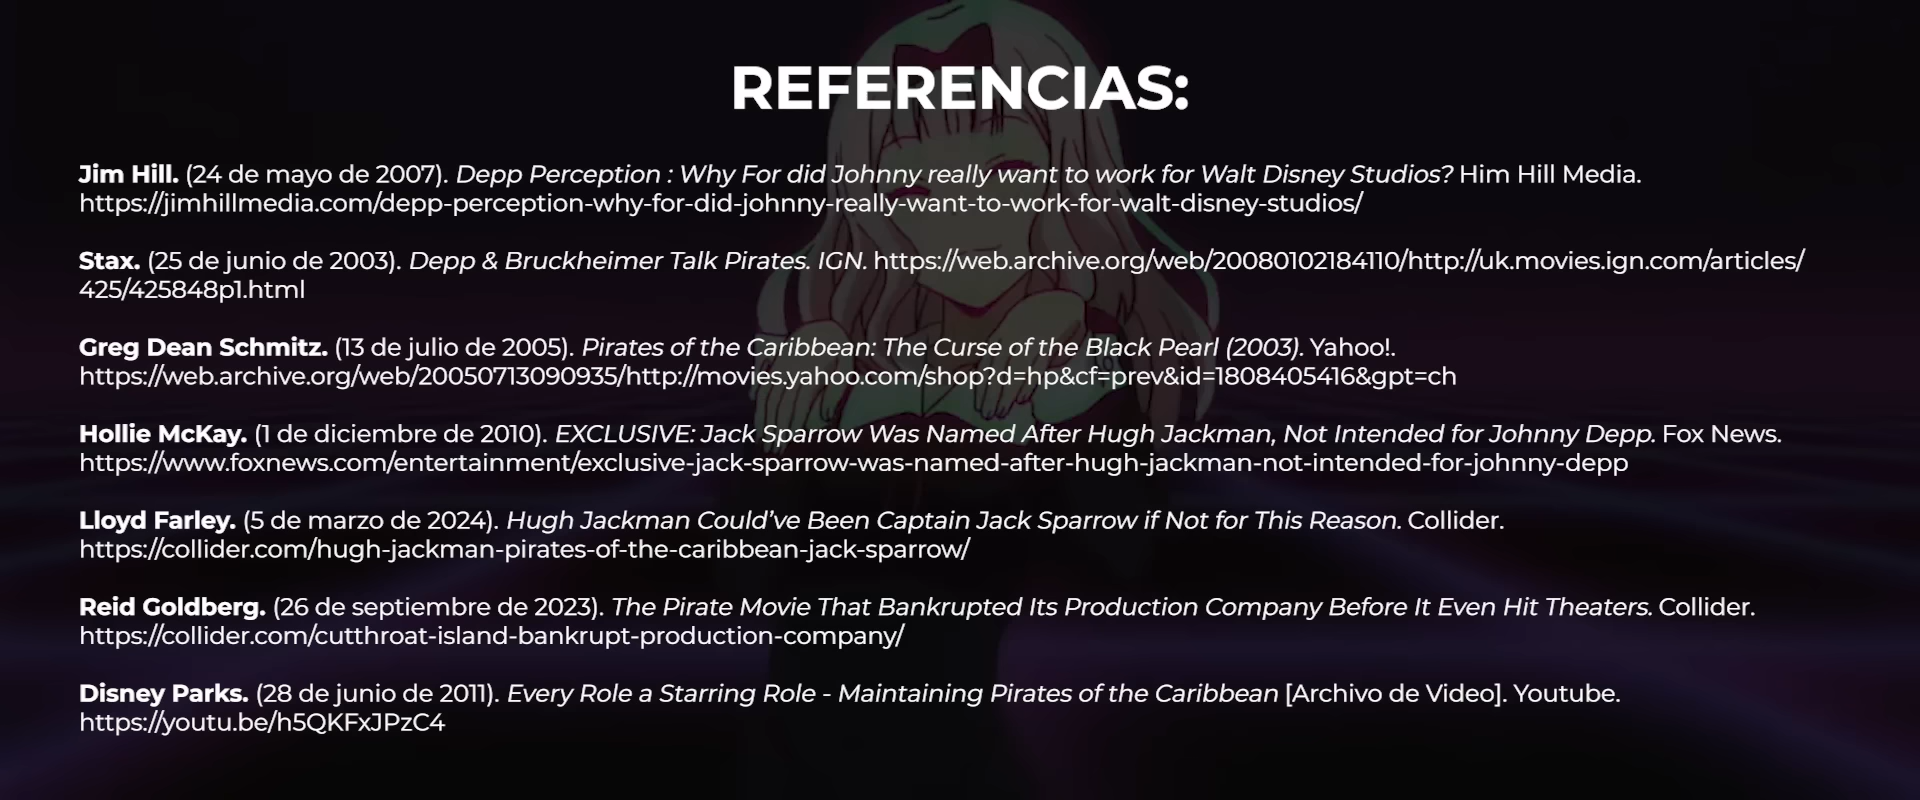 REFERENCIAS:
Jim Hill. (24 de mayo de 2007). Depp Perception : Why For did Johnny really want to work for Walt Disney Studios? Him Hill Media.
https://jimhillmedia.com/depp-perception-why-for-did-johnny-really-want-to-work-for-walt-disney-studios/
Stax. (25 de junio de 2003). Depp & Bruckheimer Talk Pirates. IGN. https://web.archive.org/web/20080102184110/http://uk.movies.ign.com/articles/
425/425848p1.html
Greg Dean Schmitz. (13 de julio de 2005). Pirates of the Caribbean: The Curse of the Black Pearl (2003). Yahoo!.
https://web.archive.org/web/20050713090935/http://movies.yahoo.com/shop?d=hp&cf=prev&id=1808405416&gpt=ch
Hollie McKay. (1 de diciembre de 2010). EXCLUSIVE: Jack Sparrow Was Named After Hugh Jackman, Not Intended for Johnny Depp. Fox News.
https://www.foxnews.com/entertainment/exclusive-jack-sparrow-was-named-after-hugh-jackman-not-intended-for-johnny-depp
Lloyd Farley. (5 de marzo de 2024). Hugh Jackman Could’ve Been Captain Jack Sparrow if Not for This Reason. Collider.
https://collider.com/hugh-jackman-pirates-of-the-caribbean-jack-sparrow/
Reid Goldberg. (26 de septiembre de 2023). The Pirate Movie That Bankrupted Its Production Company Before It Even Hit Theaters. Collider.
https://collider.com/cutthroat-island-bankrupt-production-company/
Disney Parks. (28 de junio de 2011). Every Role a Starring Role - Maintaining Pirates of the Caribbean [Archivo de Video]. Youtube.
https://youtu.be/h5QKFxJPzC4